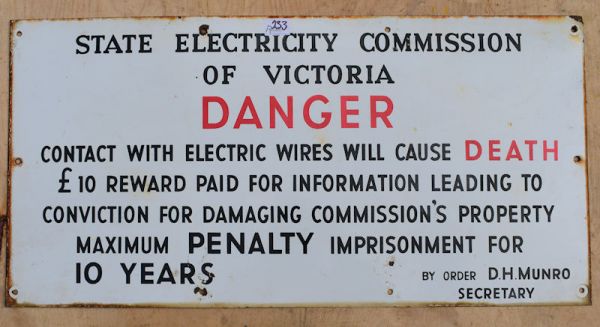 233
STATE ELECTRICITY COMMISSION
OF VICTORIA
DANGER
CONTACT WITH ELECTRIC WIRES WILL CAUSE DEATH
£10 REWARD PAID FOR INFORMATION LEADING TO
CONVICTION FOR DAMAGING COMMISSION'S PROPERTY
MAXIMUM PENALTY IMPRISONMENT FOR
10 YEARS
BY ORDER D.H.MUNRO
SECRETARY